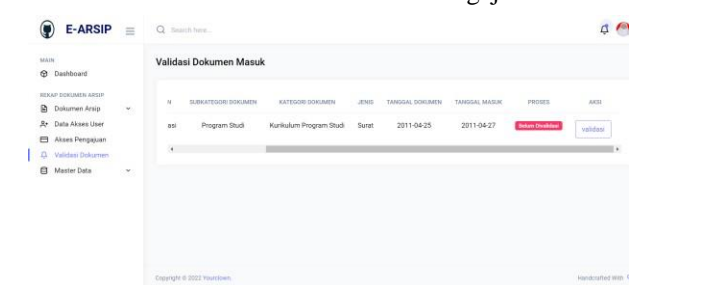 E-ARSIP
Search here...
MAIN
Dashboard
REKAP DOKUMEN ARSIP
Dokumen Arsip
Data Akses User
Akses Pengajuan
Validasi Dokumen
Master Data
Validasi Dokumen Masuk
N SUBKATEGORI DOKUMEN KATEGORI DOKUMEN JENIS TANGGAL DOKUMEN TANGGAL MASUK PROSES AKSI
asi Program Studi Kurikulum Program Studi Surat 2011-04-25 2011-04-27 Belum Divalidasi validasi
Copyright © 2022 Yourclown.
Handcrafted With